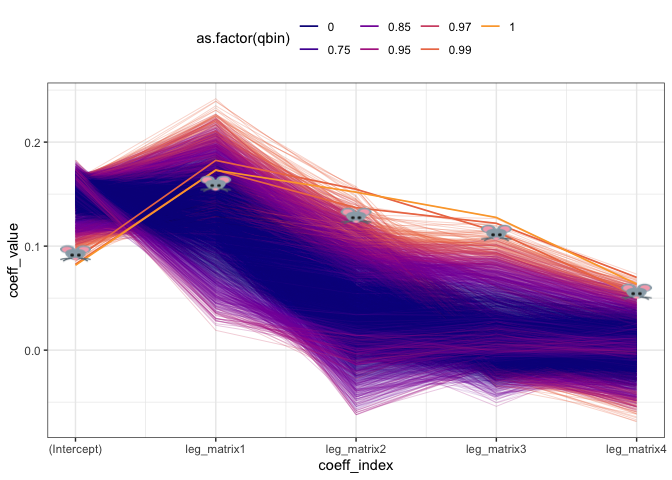 as.factor(qbin)
0 0.85 0.97 1
0.75 0.95 0.99
coeff_value
0.2
0.1
0.0
(Intercept) leg_matrix1 leg_matrix2 leg_matrix3 leg_matrix4
coeff_index